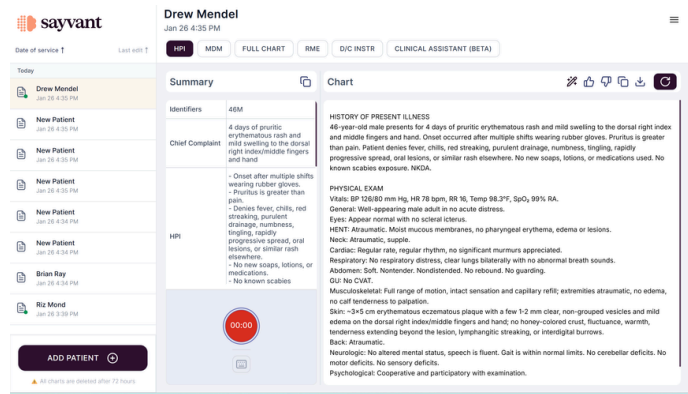 sayvant
Date of service ↑
Last edit ↑
Today
Drew Mendel
Jan 26 4:35 PM
New Patient
Jan 26 4:35 PM
New Patient
Jan 26 4:35 PM
New Patient
Jan 26 4:35 PM
New Patient
Jan 26 4:34 PM
New Patient
Jan 26 4:34 PM
Brian Ray
Jan 26 4:34 PM
Riz Mond
Jan 26 3:39 PM
ADD PATIENT
All charts are deleted after 72 hours
Drew Mendel
Jan 26 4:35 PM
HPI
MDM
FULL CHART
RME
D/C INSTR
CLINICAL ASSISTANT (BETA)
Summary
Identifiers
46M
Chief Complaint
4 days of pruritic
erythematous rash and
mild swelling to the dorsal
right index/middle fingers
and hand
HPI
- Onset after multiple shifts
wearing rubber gloves.
- Pruritus is greater than
pain.
- Denies fever, chills, red
streaking, purulent
drainage, numbness,
tingling, rapidly
progressive spread, oral
lesions, or similar rash
elsewhere.
- No new soaps, lotions, or
medications.
- No known scabies
00:00
Chart
HISTORY OF PRESENT ILLNESS
46-year-old male presents for 4 days of pruritic erythematous rash and mild swelling to the dorsal right index
and middle fingers and hand. Onset occurred after multiple shifts wearing rubber gloves. Pruritus is greater
than pain. Patient denies fever, chills, red streaking, purulent drainage, numbness, tingling, rapidly
progressive spread, oral lesions, or similar rash elsewhere. No new soaps, lotions, or medications used. No
known scabies exposure. NKDA.
PHYSICAL EXAM
Vitals: BP 126/80 mm Hg, HR 78 bpm, RR 16, Temp 98.3°F, SpO₂ 99% RA.
General: Well-appearing male adult in no acute distress.
Eyes: Appear normal with no scleral icterus.
HENT: Atraumatic. Moist mucous membranes, no pharyngeal erythema, edema or lesions.
Neck: Atraumatic, supple.
Cardiac: Regular rate, regular rhythm, no significant murmurs appreciated.
Respiratory: No respiratory distress, clear lungs bilaterally with no abnormal breath sounds.
Abdomen: Soft. Nontender. Nondistended. No rebound. No guarding.
GU: No CVAT.
Musculoskeletal: Full range of motion, intact sensation and capillary refill; extremities atraumatic, no edema,
no calf tenderness to palpation.
Skin: ~3×5 cm erythematous eczematous plaque with a few 1-2 mm clear, non-grouped vesicles and mild
edema on the dorsal right index/middle fingers and hand; no honey-colored crust, fluctuance, warmth,
tenderness extending beyond the lesion, lymphangitic streaking, or interdigital burrows.
Back: Atraumatic.
Neurologic: No altered mental status, speech is fluent. Gait is within normal limits. No cerebellar deficits. No
motor deficits. No sensory deficits.
Psychological: Cooperative and participatory with examination.